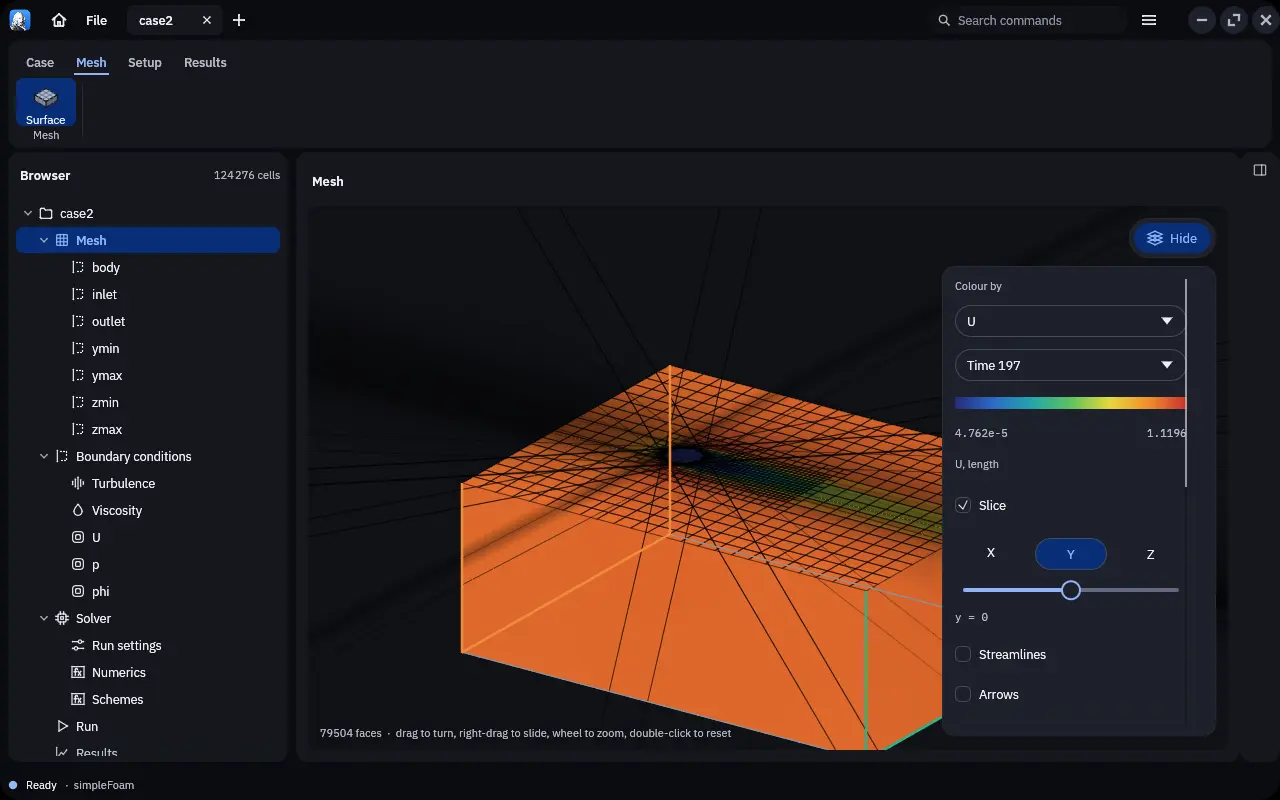 File
case2
Search commands
Case
Mesh
Setup
Results
Surface
Mesh
Browser
124276 cells
case2
Mesh
body
inlet
outlet
ymin
ymax
zmin
zmax
Boundary conditions
Turbulence
Viscosity
U
p
phi
Solver
Run settings
Numerics
Schemes
Run
Results
Mesh
Hide
Colour by
U
Time 197
4.762e-5 1.1196
U, length
Slice
X Y Z
y = 0
Streamlines
Arrows
79504 faces · drag to turn, right-drag to slide, wheel to zoom, double-click to reset
Ready · simpleFoam